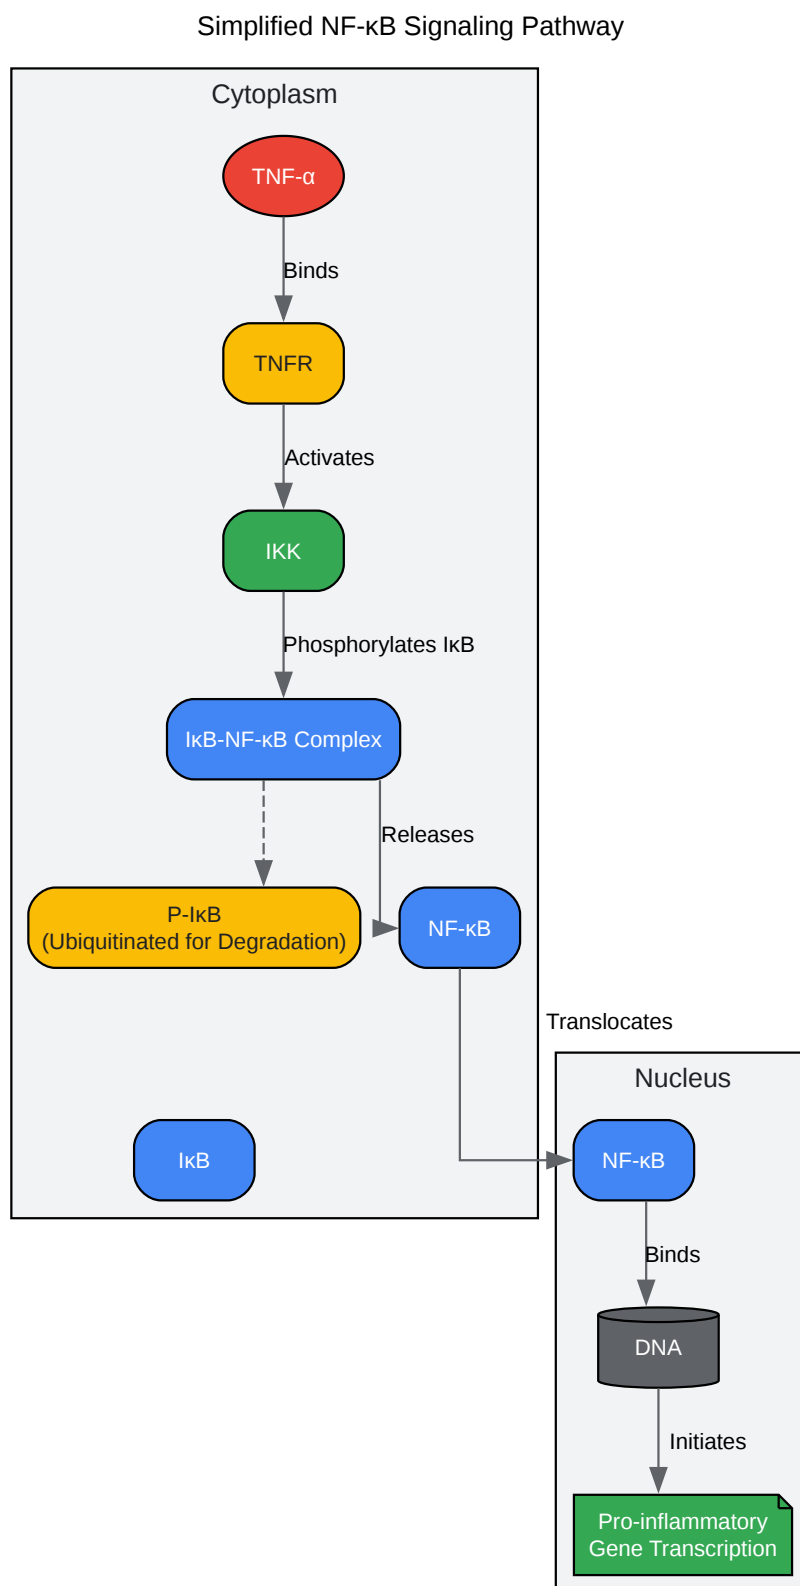 Simplified NF-κB Signaling Pathway
Cytoplasm
TNF-α
Binds
TNFR
Activates
IKK
Phosphorylates IκB
IκB-NF-κB Complex
Releases
P-IκB
(Ubiquitinated for Degradation)
NF-κB
Translocates
Nucleus
IκB
NF-κB
Binds
DNA
Initiates
Pro-inflammatory
Gene Transcription